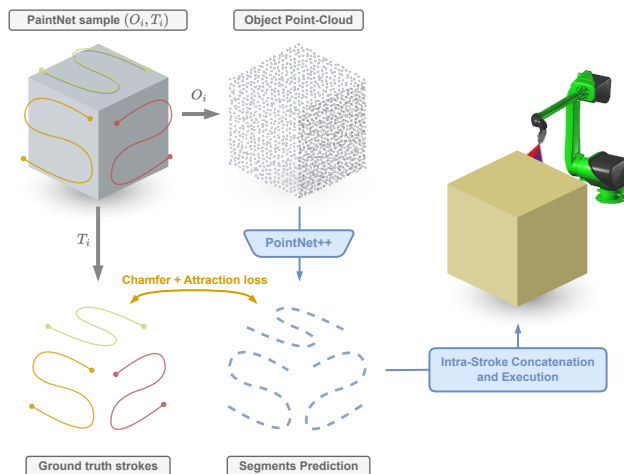 PaintNet sample (O_i, T_i)
Object Point-Cloud
O_i
T_i
PointNet++
Chamfer + Attraction loss
Intra-Stroke Concatenation
and Execution
Ground truth strokes
Segments Prediction